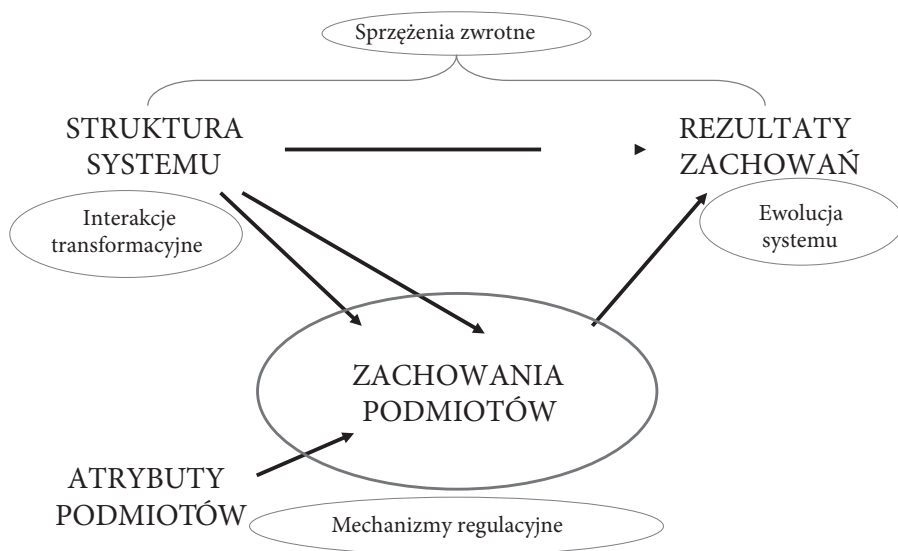 Sprzężenia zwrotne
STRUKTURA
SYSTEMU
REZULTATY
ZACHOWAŃ
Interakcje
transformacyjne
Ewolucja
systemu
ZACHOWANIA
PODMIOTÓW
ATRYBUTY
PODMIOTÓW
Mechanizmy regulacyjne